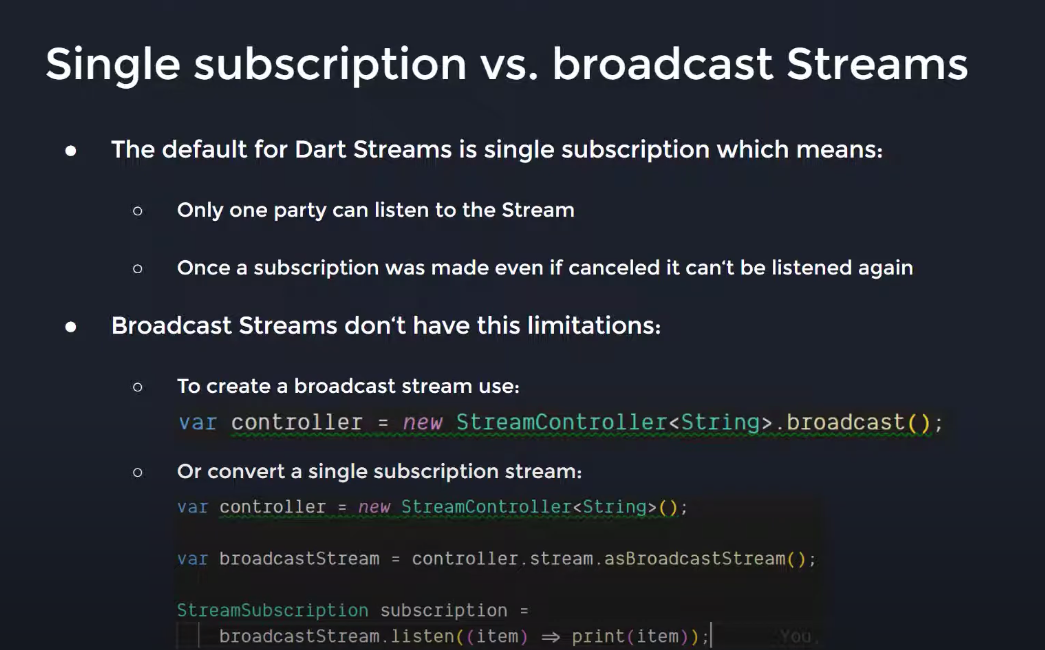 Single subscription vs. broadcast Streams
● The default for Dart Streams is single subscription which means:
○ Only one party can listen to the Stream
○ Once a subscription was made even if canceled it can‘t be listened again
● Broadcast Streams don‘t have this limitations:
○ To create a broadcast stream use:
var controller = new StreamController<String>.broadcast();
○ Or convert a single subscription stream:
var controller = new StreamController<String>();
var broadcastStream = controller.stream.asBroadcastStream();
StreamSubscription subscription =
broadcastStream.listen((item) => print(item));
You,